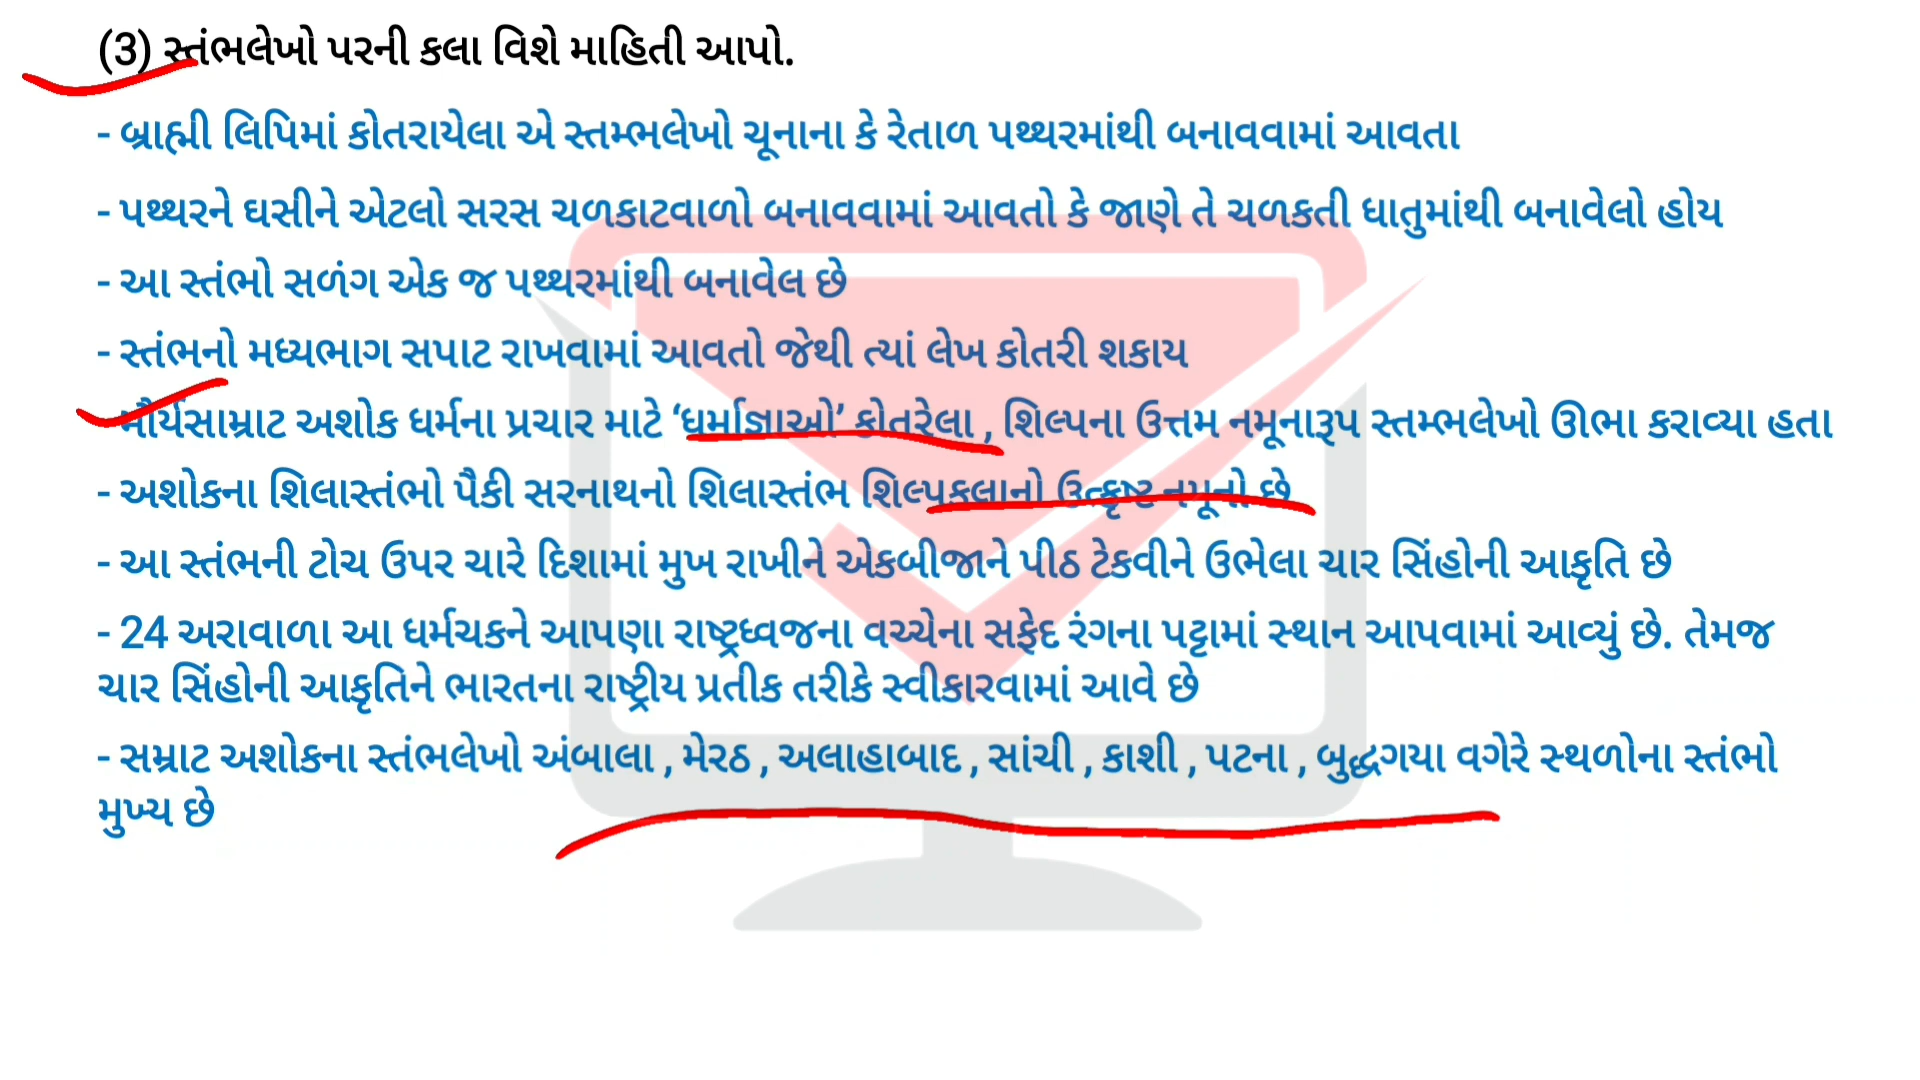 (3) સ્તંભલેખો પરની કલા વિશે માહિતી આપો.
- બ્રાહ્મી લિપિમાં કોતરાયેલા એ સ્તમ્ભલેખો ચૂનાના કે રેતાળ પથ્થરમાંથી બનાવવામાં આવતા
- પથ્થરને ઘસીને એટલો સરસ ચળકાટવાળો બનાવવામાં આવતો કે જાણે તે ચળકતી ધાતુમાંથી બનાવેલો હોય
- આ સ્તંભો સળંગ એક જ પથ્થરમાંથી બનાવેલ છે
- સ્તંભનો મધ્યભાગ સપાટ રાખવામાં આવતો જેથી ત્યાં લેખ કોતરી શકાય
- મૌર્યસામ્રાટ અશોક ધર્મના પ્રચાર માટે ‘ધર્માજ્ઞાઓ’ કોતરેલા , શિલ્પના ઉત્તમ નમૂનારૂપ સ્તમ્ભલેખો ઊભા કરાવ્યા હતા
- અશોકના શિલાસ્તંભો પૈકી સરનાથનો શિલાસ્તંભ શિલ્પકલાનો ઉત્કૃષ્ટ નમૂનો છે
- આ સ્તંભની ટોચ ઉપર ચારે દિશામાં મુખ રાખીને એકબીજાને પીઠ ટેકવીને ઉભેલા ચાર સિંહોની આકૃતિ છે
- 24 અરાવાળા આ ધર્મચકને આપણા રાષ્ટ્રધ્વજના વચ્ચેના સફેદ રંગના પટ્ટામાં સ્થાન આપવામાં આવ્યું છે. તેમજ
ચાર સિંહોની આકૃતિને ભારતના રાષ્ટ્રીય પ્રતીક તરીકે સ્વીકારવામાં આવે છે
- સમ્રાટ અશોકના સ્તંભલેખો અંબાલા , મેરઠ , અલાહાબાદ , સાંચી , કાશી , પટના , બુદ્ધગયા વગેરે સ્થળોના સ્તંભો
મુખ્ય છે